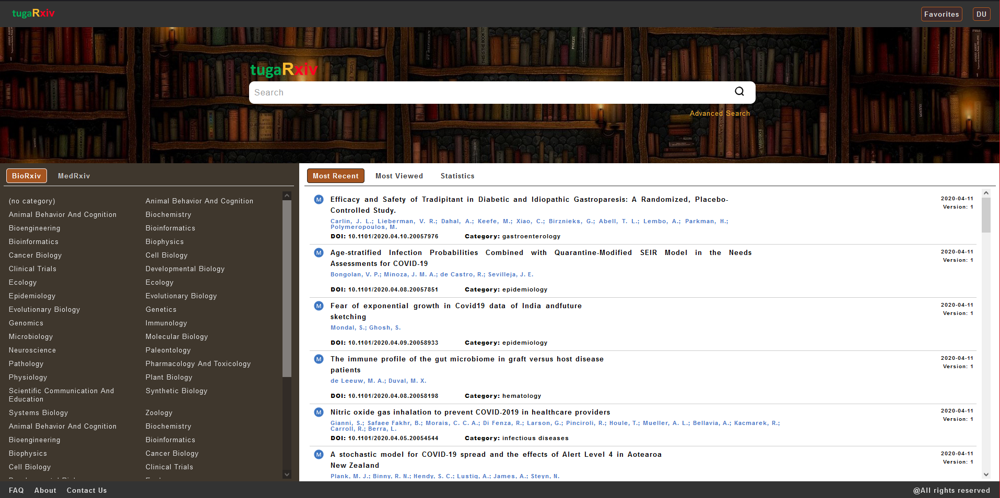 tugaRxiv
Favorites DU
tugaRxiv
Search
Advanced Search
BioRxiv MedRxiv
(no category) Animal Behavior And Cognition
Animal Behavior And Cognition Biochemistry
Bioengineering Bioinformatics
Bioinformatics Biophysics
Cancer Biology Cell Biology
Clinical Trials Developmental Biology
Ecology Ecology
Epidemiology Evolutionary Biology
Evolutionary Biology Genetics
Genomics Immunology
Microbiology Molecular Biology
Neuroscience Paleontology
Pathology Pharmacology And Toxicology
Physiology Plant Biology
Scientific Communication And Synthetic Biology
Education
Systems Biology Zoology
Animal Behavior And Cognition Biochemistry
Bioengineering Bioinformatics
Biophysics Cancer Biology
Cell Biology Clinical Trials
Most Recent Most Viewed Statistics
M Efficacy and Safety of Tradipitant in Diabetic and Idiopathic Gastroparesis: A Randomized, Placebo-
Controlled Study.
2020-04-11
Version: 1
Carlin, J. L.; Lieberman, V. R.; Dahal, A.; Keefe, M.; Xiao, C.; Birznieks, G.; Abell, T. L.; Lembo, A.; Parkman, H.;
Polymeropoulos, M.
DOI: 10.1101/2020.04.10.20057976 Category: gastroenterology
M Age-stratified Infection Probabilities Combined with Quarantine-Modified SEIR Model in the Needs
Assessments for COVID-19
2020-04-11
Version: 1
Bongolan, V. P.; Minoza, J. M. A.; de Castro, R.; Sevilleja, J. E.
DOI: 10.1101/2020.04.08.20057851 Category: epidemiology
M Fear of exponential growth in Covid19 data of India andfuture
sketching
2020-04-11
Version: 1
Mondal, S.; Ghosh, S.
DOI: 10.1101/2020.04.09.20058933 Category: epidemiology
M The immune profile of the gut microbiome in graft versus host disease
patients
2020-04-11
Version: 1
de Leeuw, M. A.; Duval, M. X.
DOI: 10.1101/2020.04.08.20058198 Category: hematology
M Nitric oxide gas inhalation to prevent COVID-2019 in healthcare providers
2020-04-11
Version: 1
Gianni, S.; Safaee Fakhr, B.; Morais, C. C. A.; Di Fenza, R.; Larson, G.; Pinciroli, R.; Houle, T.; Mueller, A. L.; Bellavia, A.; Kacmarek, R.;
Carroll, R.; Berra, L.
DOI: 10.1101/2020.04.05.20054544 Category: infectious diseases
M A stochastic model for COVID-19 spread and the effects of Alert Level 4 in Aotearoa
New Zealand
2020-04-11
Version: 1
Plank, M. J.; Binny, R. N.; Hendy, S. C.; Lustig, A.; James, A.; Steyn, N.
FAQ About Contact Us
@All rights reserved